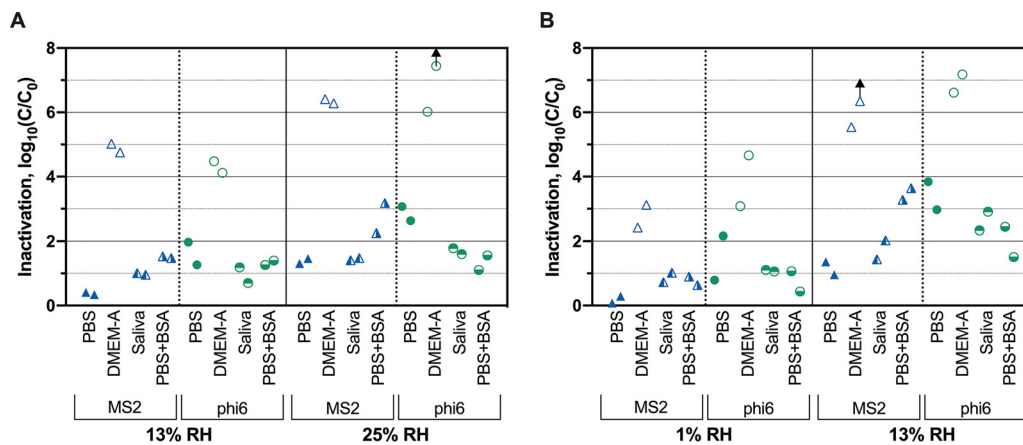 A
Inactivation, log10(C/C0)
8
6
4
2
0
PBS
DMEM-A
Saliva
PBS+BSA
PBS
DMEM-A
Saliva
PBS+BSA
PBS
DMEM-A
Saliva
PBS+BSA
PBS
DMEM-A
Saliva
PBS+BSA
MS2 phi6 MS2 phi6
13% RH 25% RH
B
Inactivation, log10(C/C0)
8
6
4
2
0
PBS
DMEM-A
Saliva
PBS+BSA
PBS
DMEM-A
Saliva
PBS+BSA
PBS
DMEM-A
Saliva
PBS+BSA
PBS
DMEM-A
Saliva
PBS+BSA
MS2 phi6 MS2 phi6
1% RH 13% RH